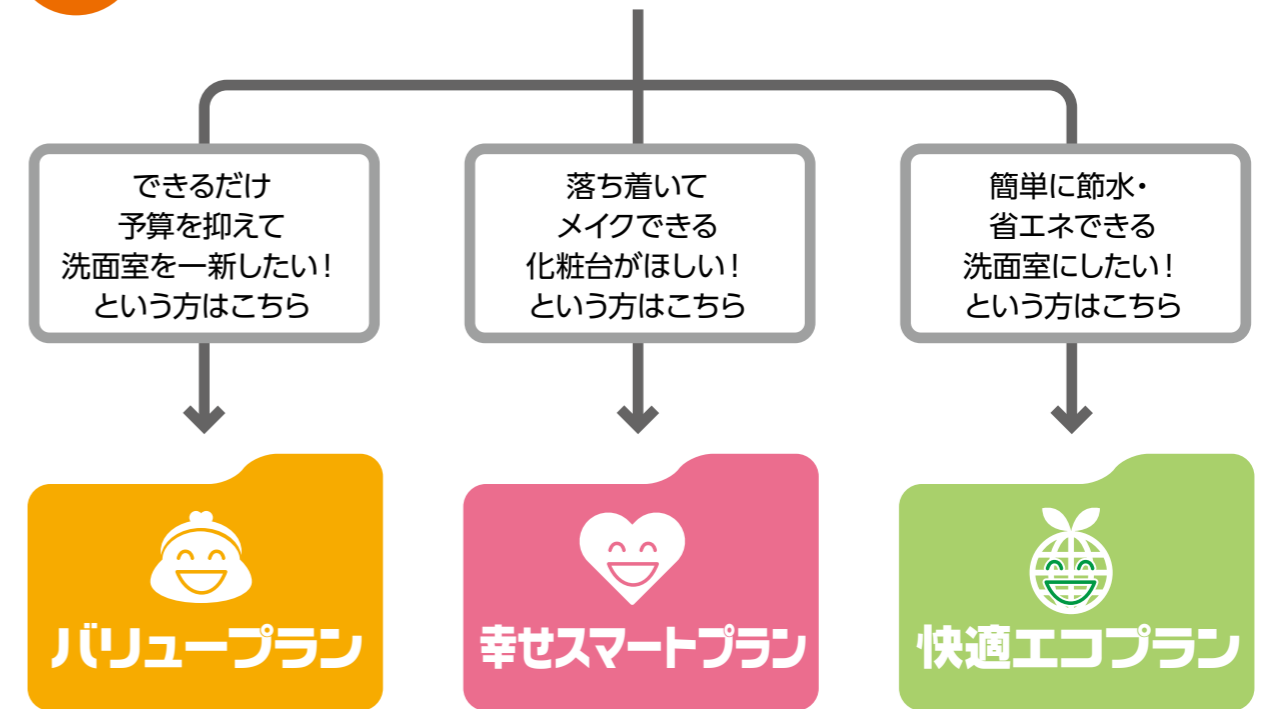 できるだけ
予算を抑えて
洗面室を一新したい！
という方はこちら
落ち着いて
メイクできる
化粧台がほしい！
という方はこちら
簡単に節水・
省エネできる
洗面室にしたい！
という方はこちら
バリュープラン
幸せスマートプラン
快適エコプラン